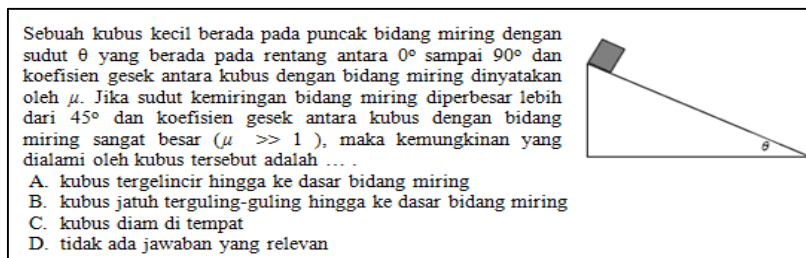 Sebuah kubus kecil berada pada puncak bidang miring dengan
sudut θ yang berada pada rentang antara 0° sampai 90° dan
koefisien gesek antara kubus dengan bidang miring dinyatakan
oleh μ. Jika sudut kemiringan bidang miring diperbesar lebih
dari 45° dan koefisien gesek antara kubus dengan bidang
miring sangat besar (μ >> 1 ), maka kemungkinan yang
dialami oleh kubus tersebut adalah ... .
A. kubus tergelincir hingga ke dasar bidang miring
B. kubus jatuh terguling-guling hingga ke dasar bidang miring
C. kubus diam di tempat
D. tidak ada jawaban yang relevan
θ